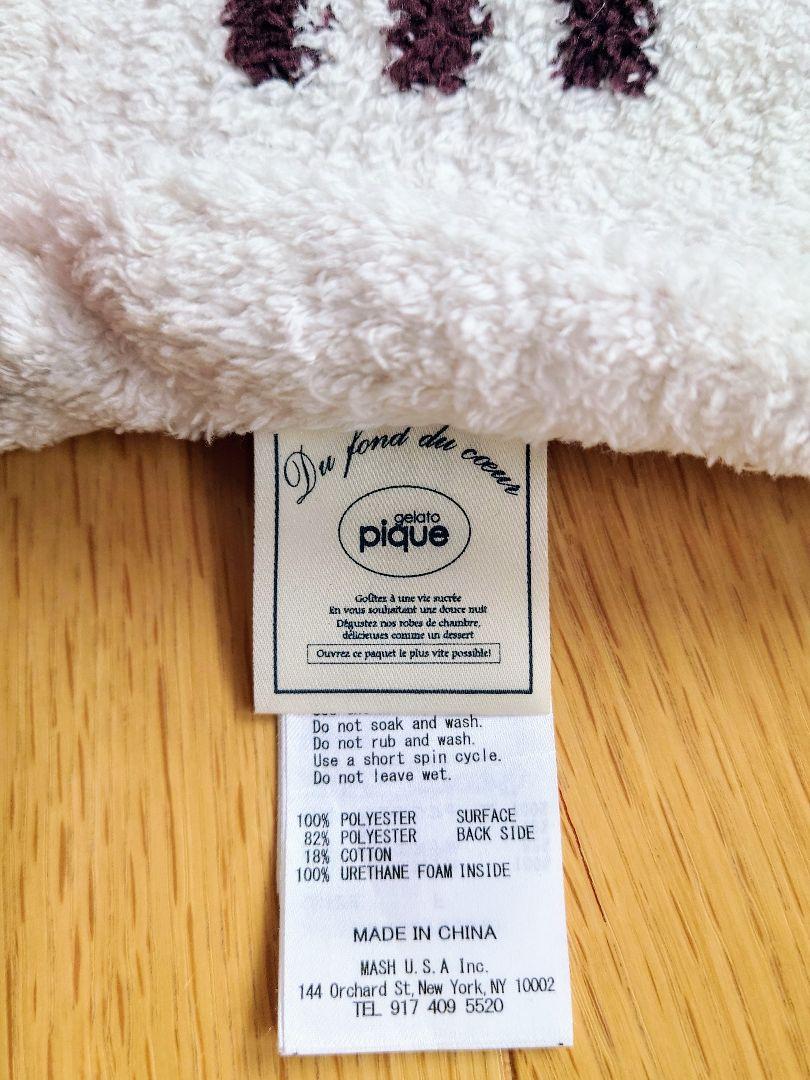 Du fond du cœur
gelato
pique
Goûtez à une vie sucrée
En vous souhaitant une douce nuit
Dégustez nos robes de chambre,
délicieuses comme un dessert
Ouvrez ce paquet le plus vite possible!
Do not soak and wash.
Do not rub and wash.
Use a short spin cycle.
Do not leave wet.
100% POLYESTER SURFACE
82% POLYESTER BACK SIDE
18% COTTON
100% URETHANE FOAM INSIDE
MADE IN CHINA
MASH U.S.A Inc.
144 Orchard St, New York, NY 10002
TEL 917 409 5520